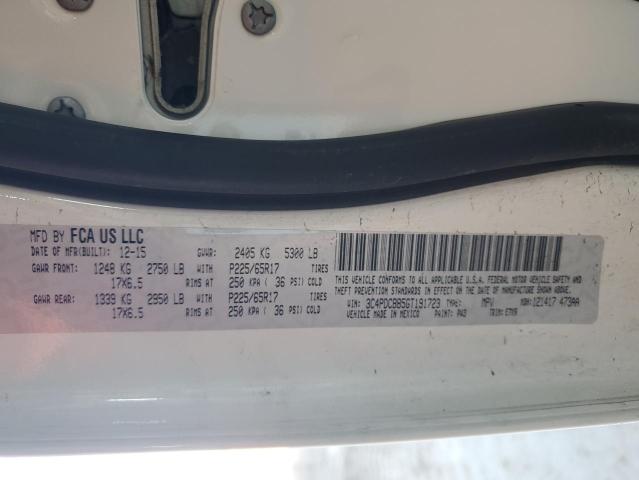 MFD BY FCA US LLC
DATE OF MFR(BUILT): 12-15 GVWR: 2405 KG 5300 LB
GAWR FRONT: 1248 KG 2750 LB WITH P225/65R17 TIRES
17X6.5 RIMS AT 250 KPA ( 36 PSI) COLD
GAWR REAR: 1339 KG 2950 LB WITH P225/65R17 TIRES
17X6.5 RIMS AT 250 KPA ( 36 PSI) COLD
THIS VEHICLE CONFORMS TO ALL APPLICABLE U.S.A. FEDERAL MOTOR VEHICLE SAFETY
AND THEFT PREVENTION STANDARDS IN EFFECT ON THE DATE OF MANUFACTURE SHOWN ABOVE.
VIN: 3C4PDCBB5GT191723 TYPE: MPV MDH: 121417 473AA
VEHICLE MADE IN MEXICO PAINT: PW3 TRIM: